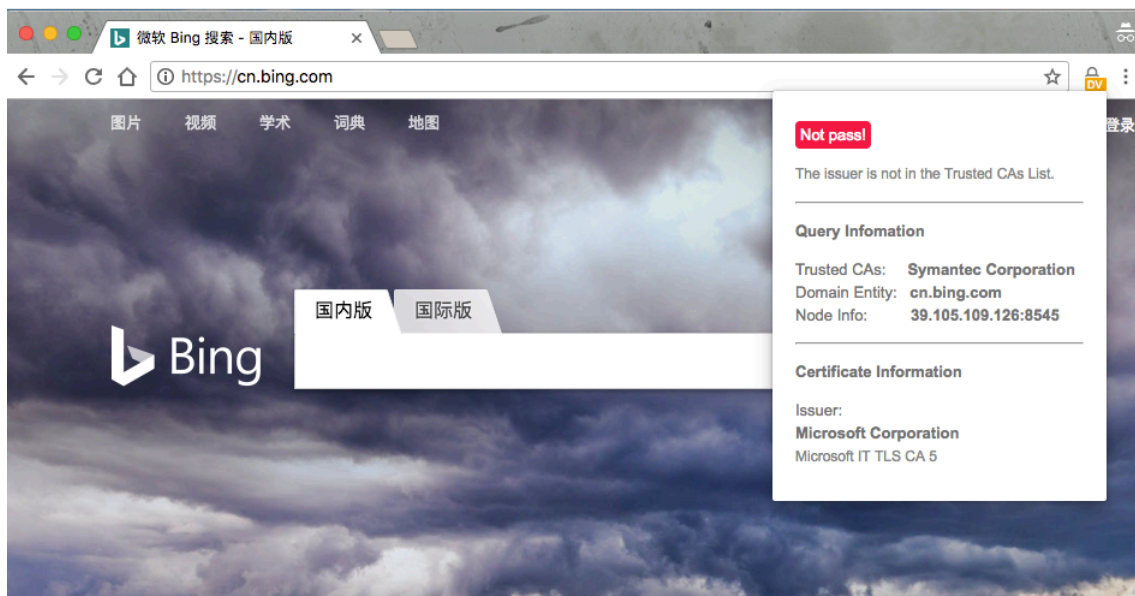 微软 Bing 搜索 - 国内版
https://cn.bing.com
DV
图片 视频 学术 词典 地图
登录
Not pass!
The issuer is not in the Trusted CAs List.
Query Infomation
Trusted CAs: Symantec Corporation
Domain Entity: cn.bing.com
Node Info: 39.105.109.126:8545
国内版 国际版
Bing
Certificate Information
Issuer:
Microsoft Corporation
Microsoft IT TLS CA 5